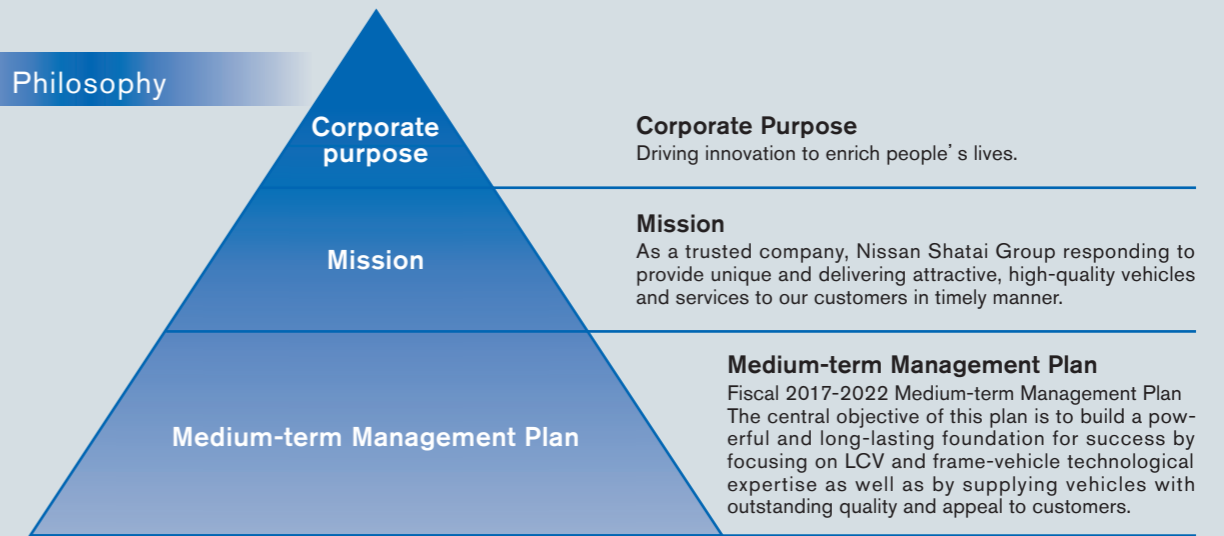 Philosophy
Corporate
purpose
Mission
Medium-term Management Plan
Corporate Purpose
Driving innovation to enrich people’s lives.
Mission
As a trusted company, Nissan Shatai Group responding to
provide unique and delivering attractive, high-quality vehicles
and services to our customers in timely manner.
Medium-term Management Plan
Fiscal 2017-2022 Medium-term Management Plan
The central objective of this plan is to build a pow-
erful and long-lasting foundation for success by
focusing on LCV and frame-vehicle technological
expertise as well as by supplying vehicles with
outstanding quality and appeal to customers.